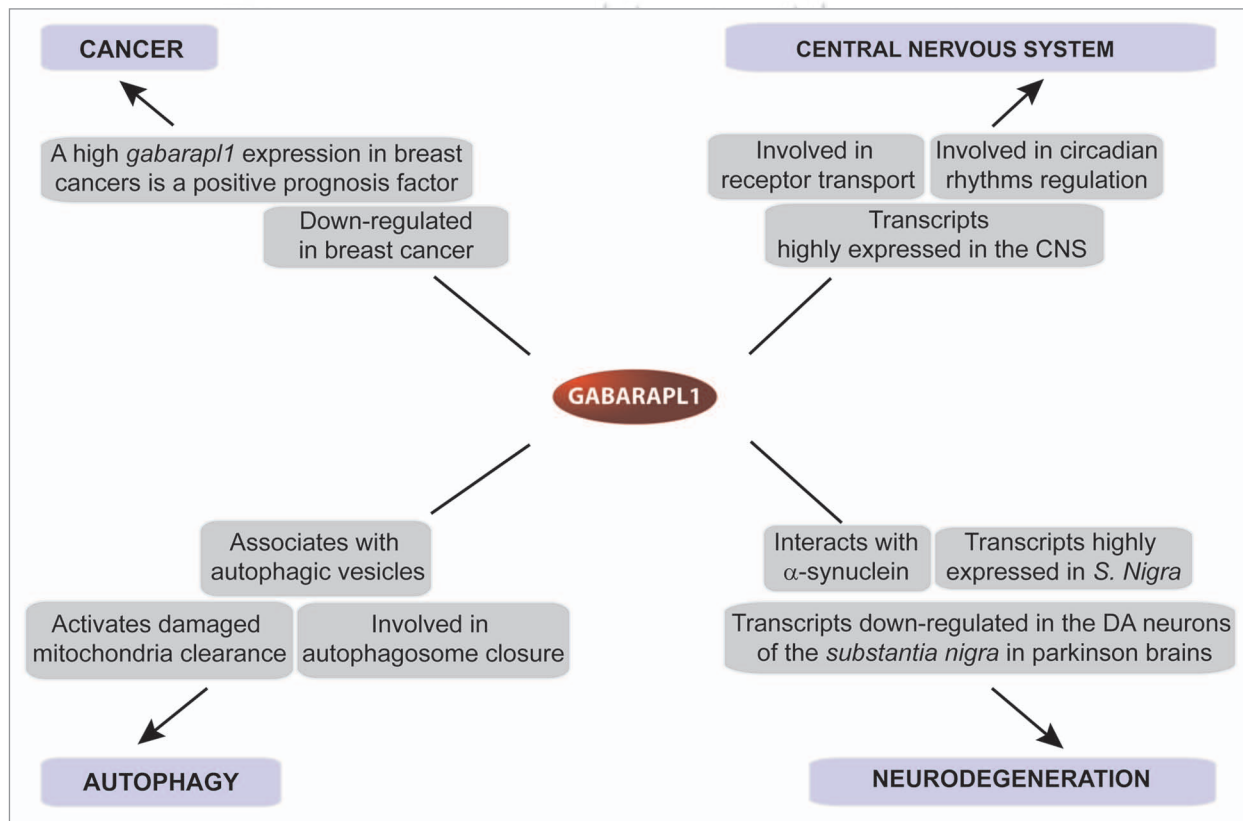 CANCER
A high gabarapl1 expression in breast
cancers is a positive prognosis factor
Down-regulated
in breast cancer
CENTRAL NERVOUS SYSTEM
Involved in
receptor transport
Involved in circadian
rhythms regulation
Transcripts
highly expressed in the CNS
GABARAPL1
Associates with
autophagic vesicles
Activates damaged
mitochondria clearance
Involved in
autophagosome closure
AUTOPHAGY
Interacts with
α-synuclein
Transcripts highly
expressed in S. Nigra
Transcripts down-regulated in the DA neurons
of the substantia nigra in parkinson brains
NEURODEGENERATION